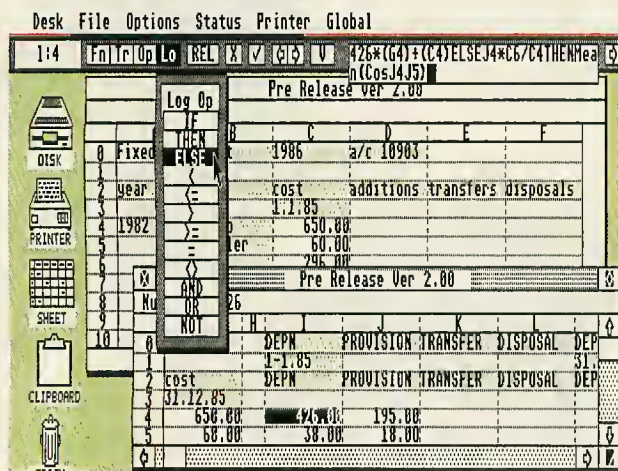 Desk File Options Status Printer Global
1:4 Fn Tr Op Lo REL X √ U 426*(G4)+(C4)ELSEJ4*C6/C4THENMea
n(CosJ4J5)
Pre Release Ver 2.00
Log Op
IF
THEN
ELSE
<
<=
>
>=
=
<>
AND
OR
NOT
B C D E F
0 Fixed 1986 a/c 10903
1
2 year cost additions transfers disposals
3 1.1.85
4 1982 650.00
5 60.00
6 296.00
7
8
9
10
DISK
PRINTER
SHEET
CLIPBOARD
Pre Release Ver 2.00
Nu 26
H I J K L
0 DEPN PROVISION TRANSFER DISPOSAL DEP
1 1-1.85 31.
2 cost DEPN PROVISION TRANSFER DISPOSAL DEP
3 31.12.85
4 650.00 426.00 195.00
5 60.00 38.00 18.00